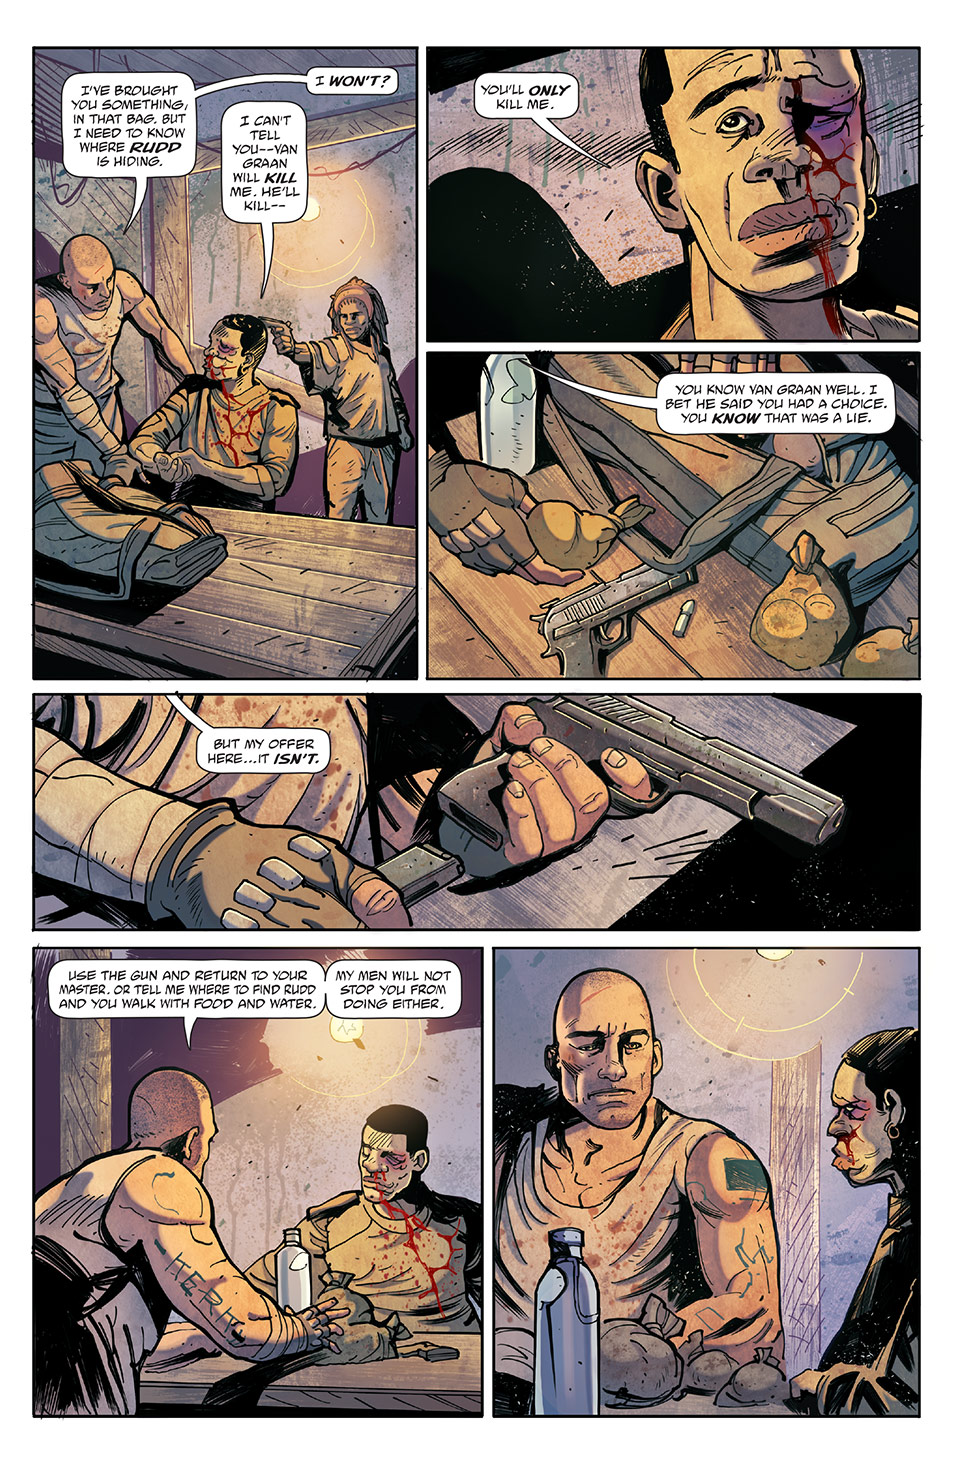 I'VE BROUGHT
YOU SOMETHING,
IN THAT BAG. BUT
I NEED TO KNOW
WHERE RUDD
IS HIDING.
I WON'T?
I CAN'T
TELL
YOU--VAN
GRAAN
WILL KILL
ME. HE'LL
KILL--
YOU'LL ONLY
KILL ME.
YOU KNOW VAN GRAAN WELL. I
BET HE SAID YOU HAD A CHOICE.
YOU KNOW THAT WAS A LIE.
BUT MY OFFER
HERE...IT ISN'T.
USE THE GUN AND RETURN TO YOUR
MASTER. OR TELL ME WHERE TO FIND RUDD
AND YOU WALK WITH FOOD AND WATER.
MY MEN WILL NOT
STOP YOU FROM
DOING EITHER.